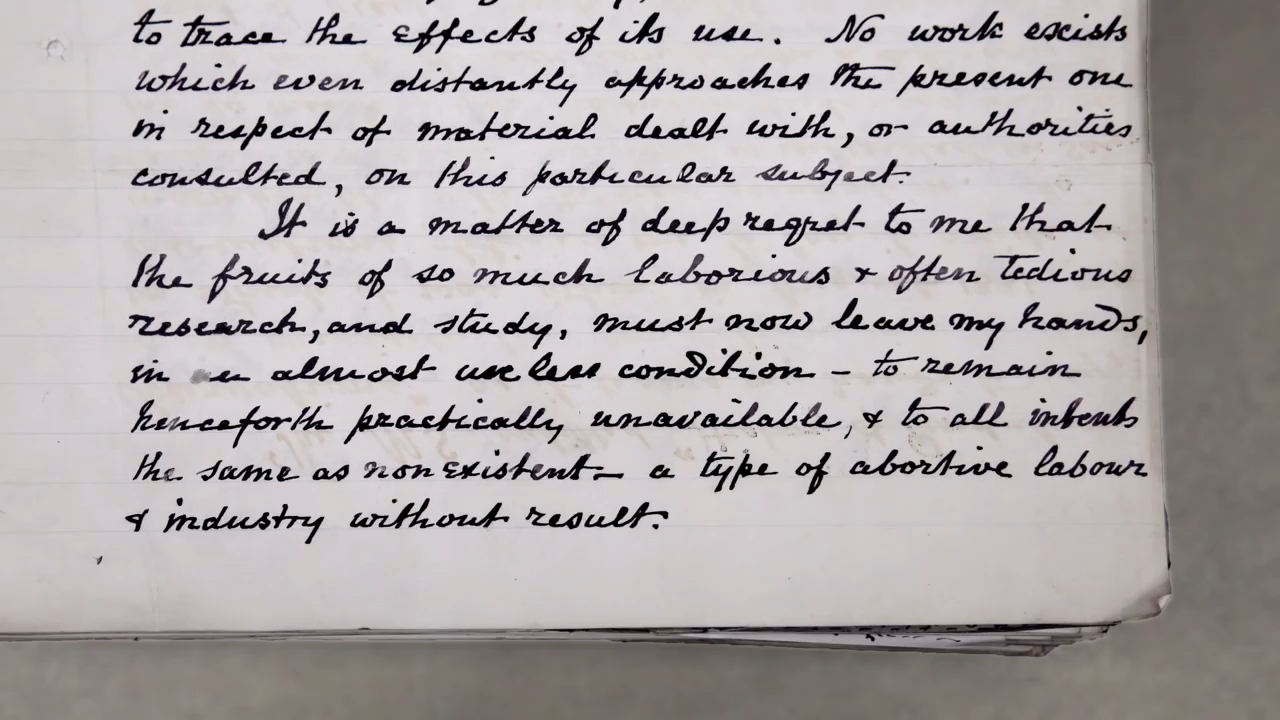 to trace the effects of its use. No work exists
which even distantly approaches the present one
in respect of material dealt with, or authorities
consulted, on this particular subject.
It is a matter of deep regret to me that
the fruits of so much laborious & often tedious
research, and study, must now leave my hands,
in an almost useless condition – to remain
henceforth practically unavailable, & to all intents
the same as nonexistent – a type of abortive labour
& industry without result.